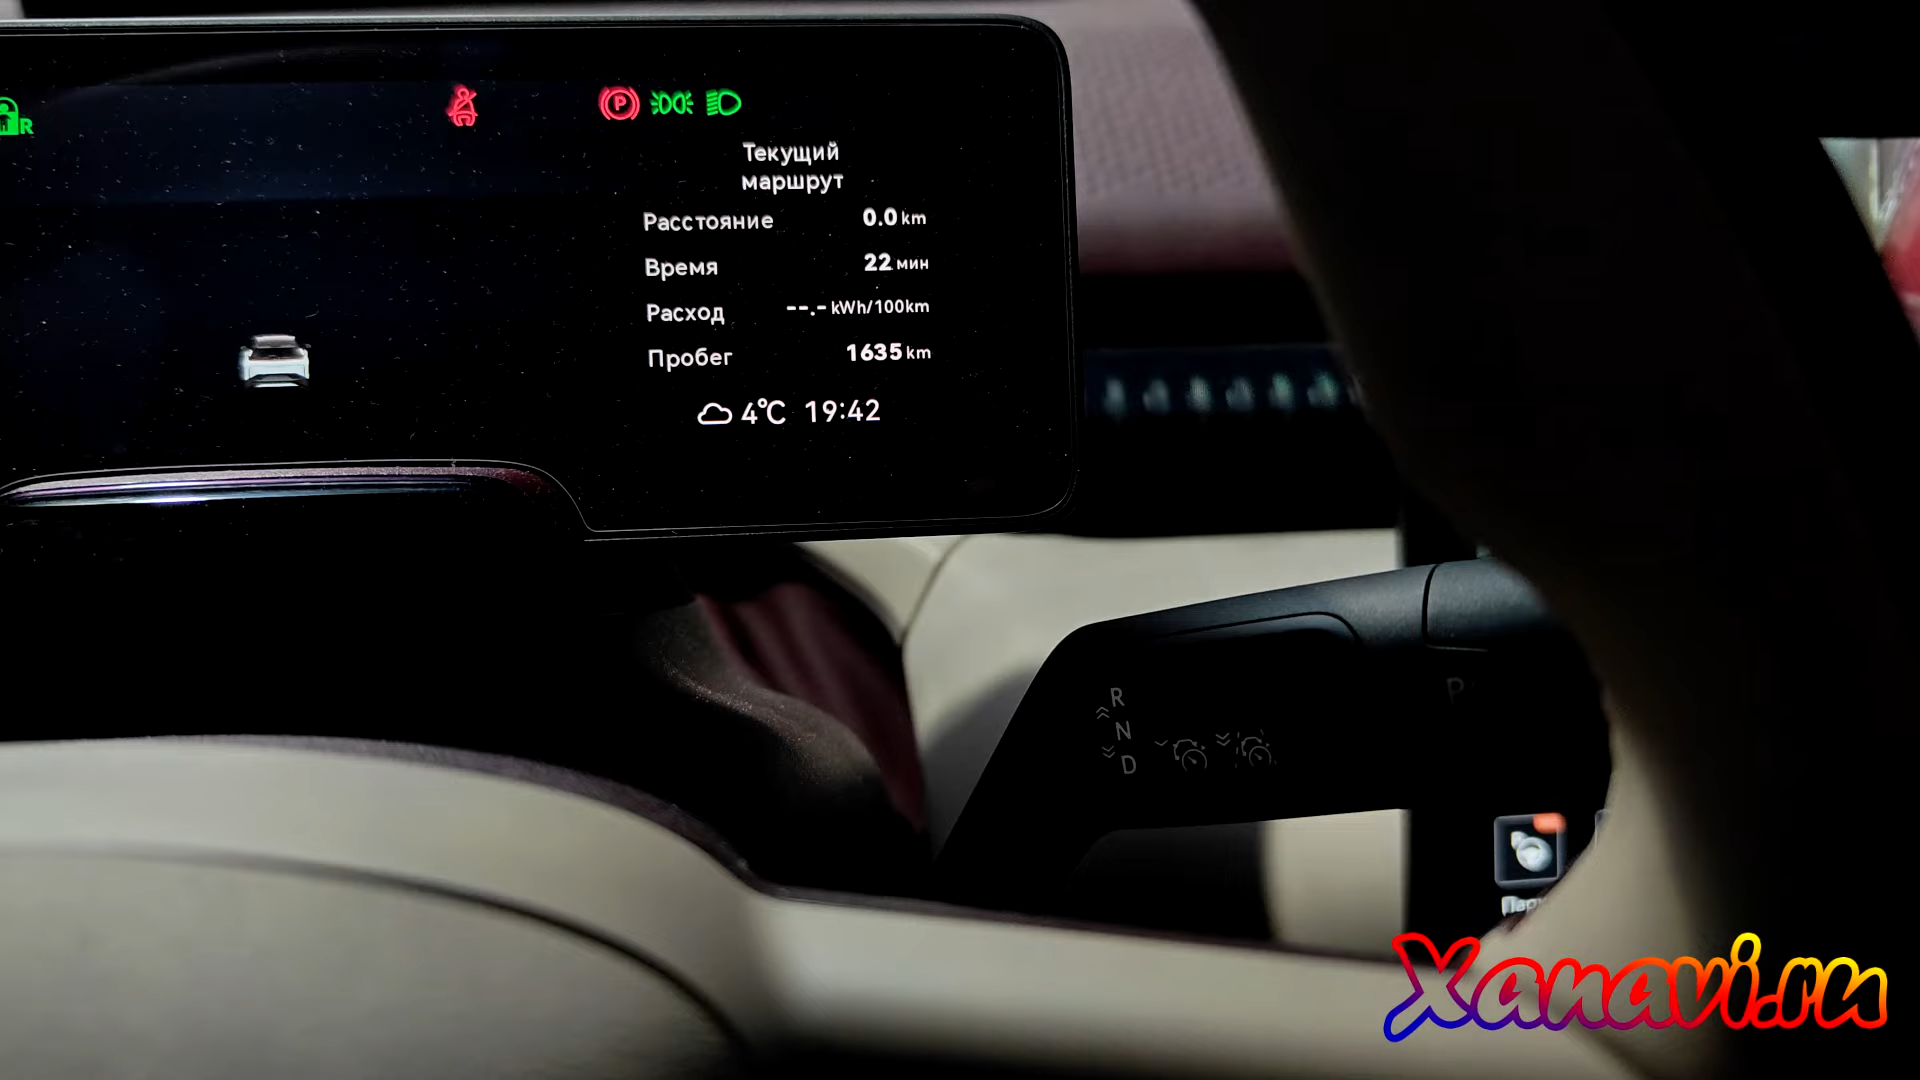 R
P
Текущий
маршрут
Расстояние 0.0 km
Время 22 мин
Расход --.- kWh/100km
Пробег 1635 km
4°C 19:42
R
N
D
P
Xanavi.ru